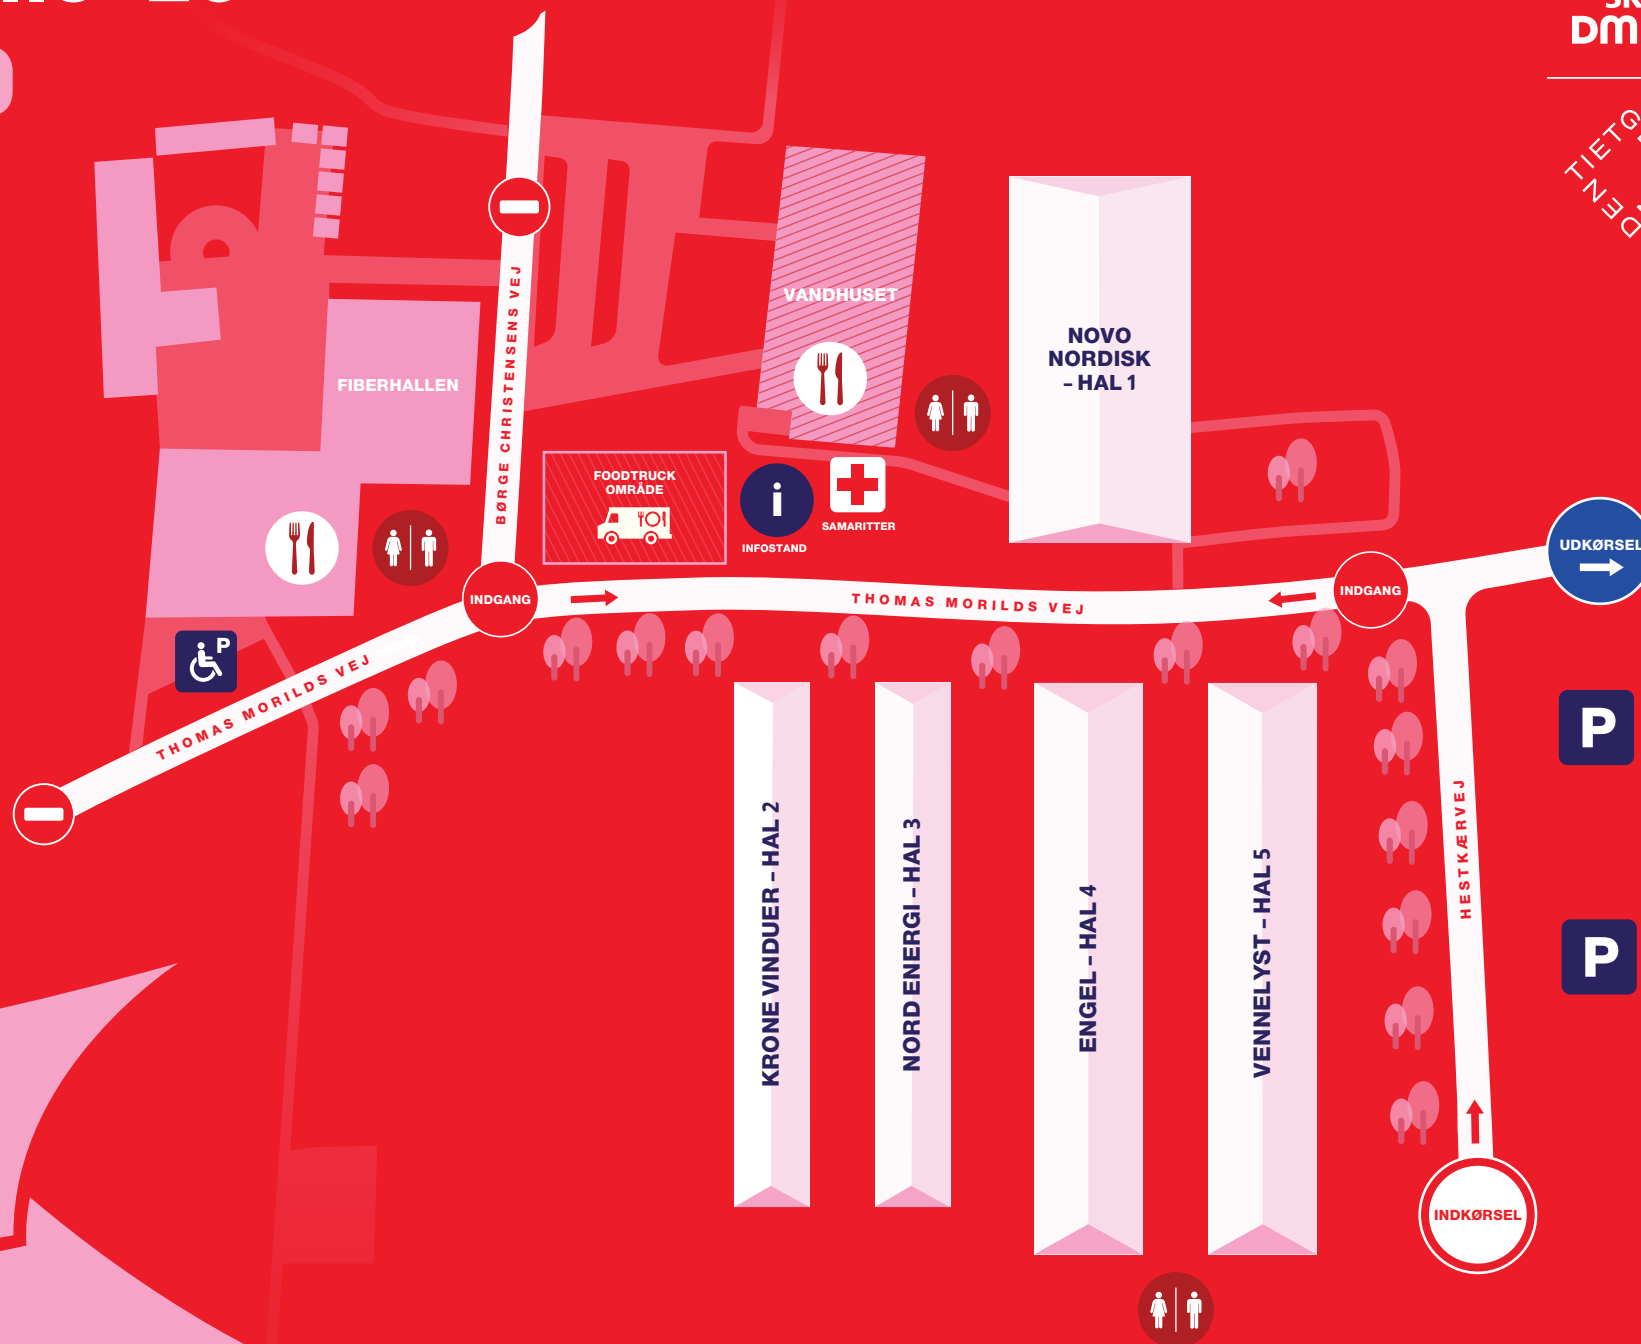 DM
TIETG
DEN
VANDHUSET
NOVO
NORDISK
– HAL 1
FIBERHALLEN
BØRGE CHRISTENSENS VEJ
FOODTRUCK
OMRÅDE
i
INFOSTAND
SAMARITTER
UDKØRSEL
INDGANG
THOMAS MORILDS VEJ
INDGANG
P
THOMAS MORILDS VEJ
P
KRONE VINDUER – HAL 2
NORD ENERGI – HAL 3
ENGEL – HAL 4
VENNELYST – HAL 5
HESTKÆRVEJ
P
INDKØRSEL